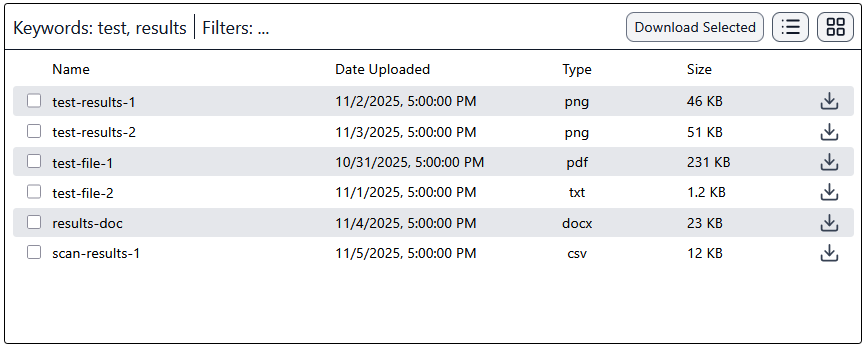 Keywords: test, results | Filters: ... Download Selected
Name Date Uploaded Type Size
test-results-1 11/2/2025, 5:00:00 PM png 46 KB
test-results-2 11/3/2025, 5:00:00 PM png 51 KB
test-file-1 10/31/2025, 5:00:00 PM pdf 231 KB
test-file-2 11/1/2025, 5:00:00 PM txt 1.2 KB
results-doc 11/4/2025, 5:00:00 PM docx 23 KB
scan-results-1 11/5/2025, 5:00:00 PM csv 12 KB